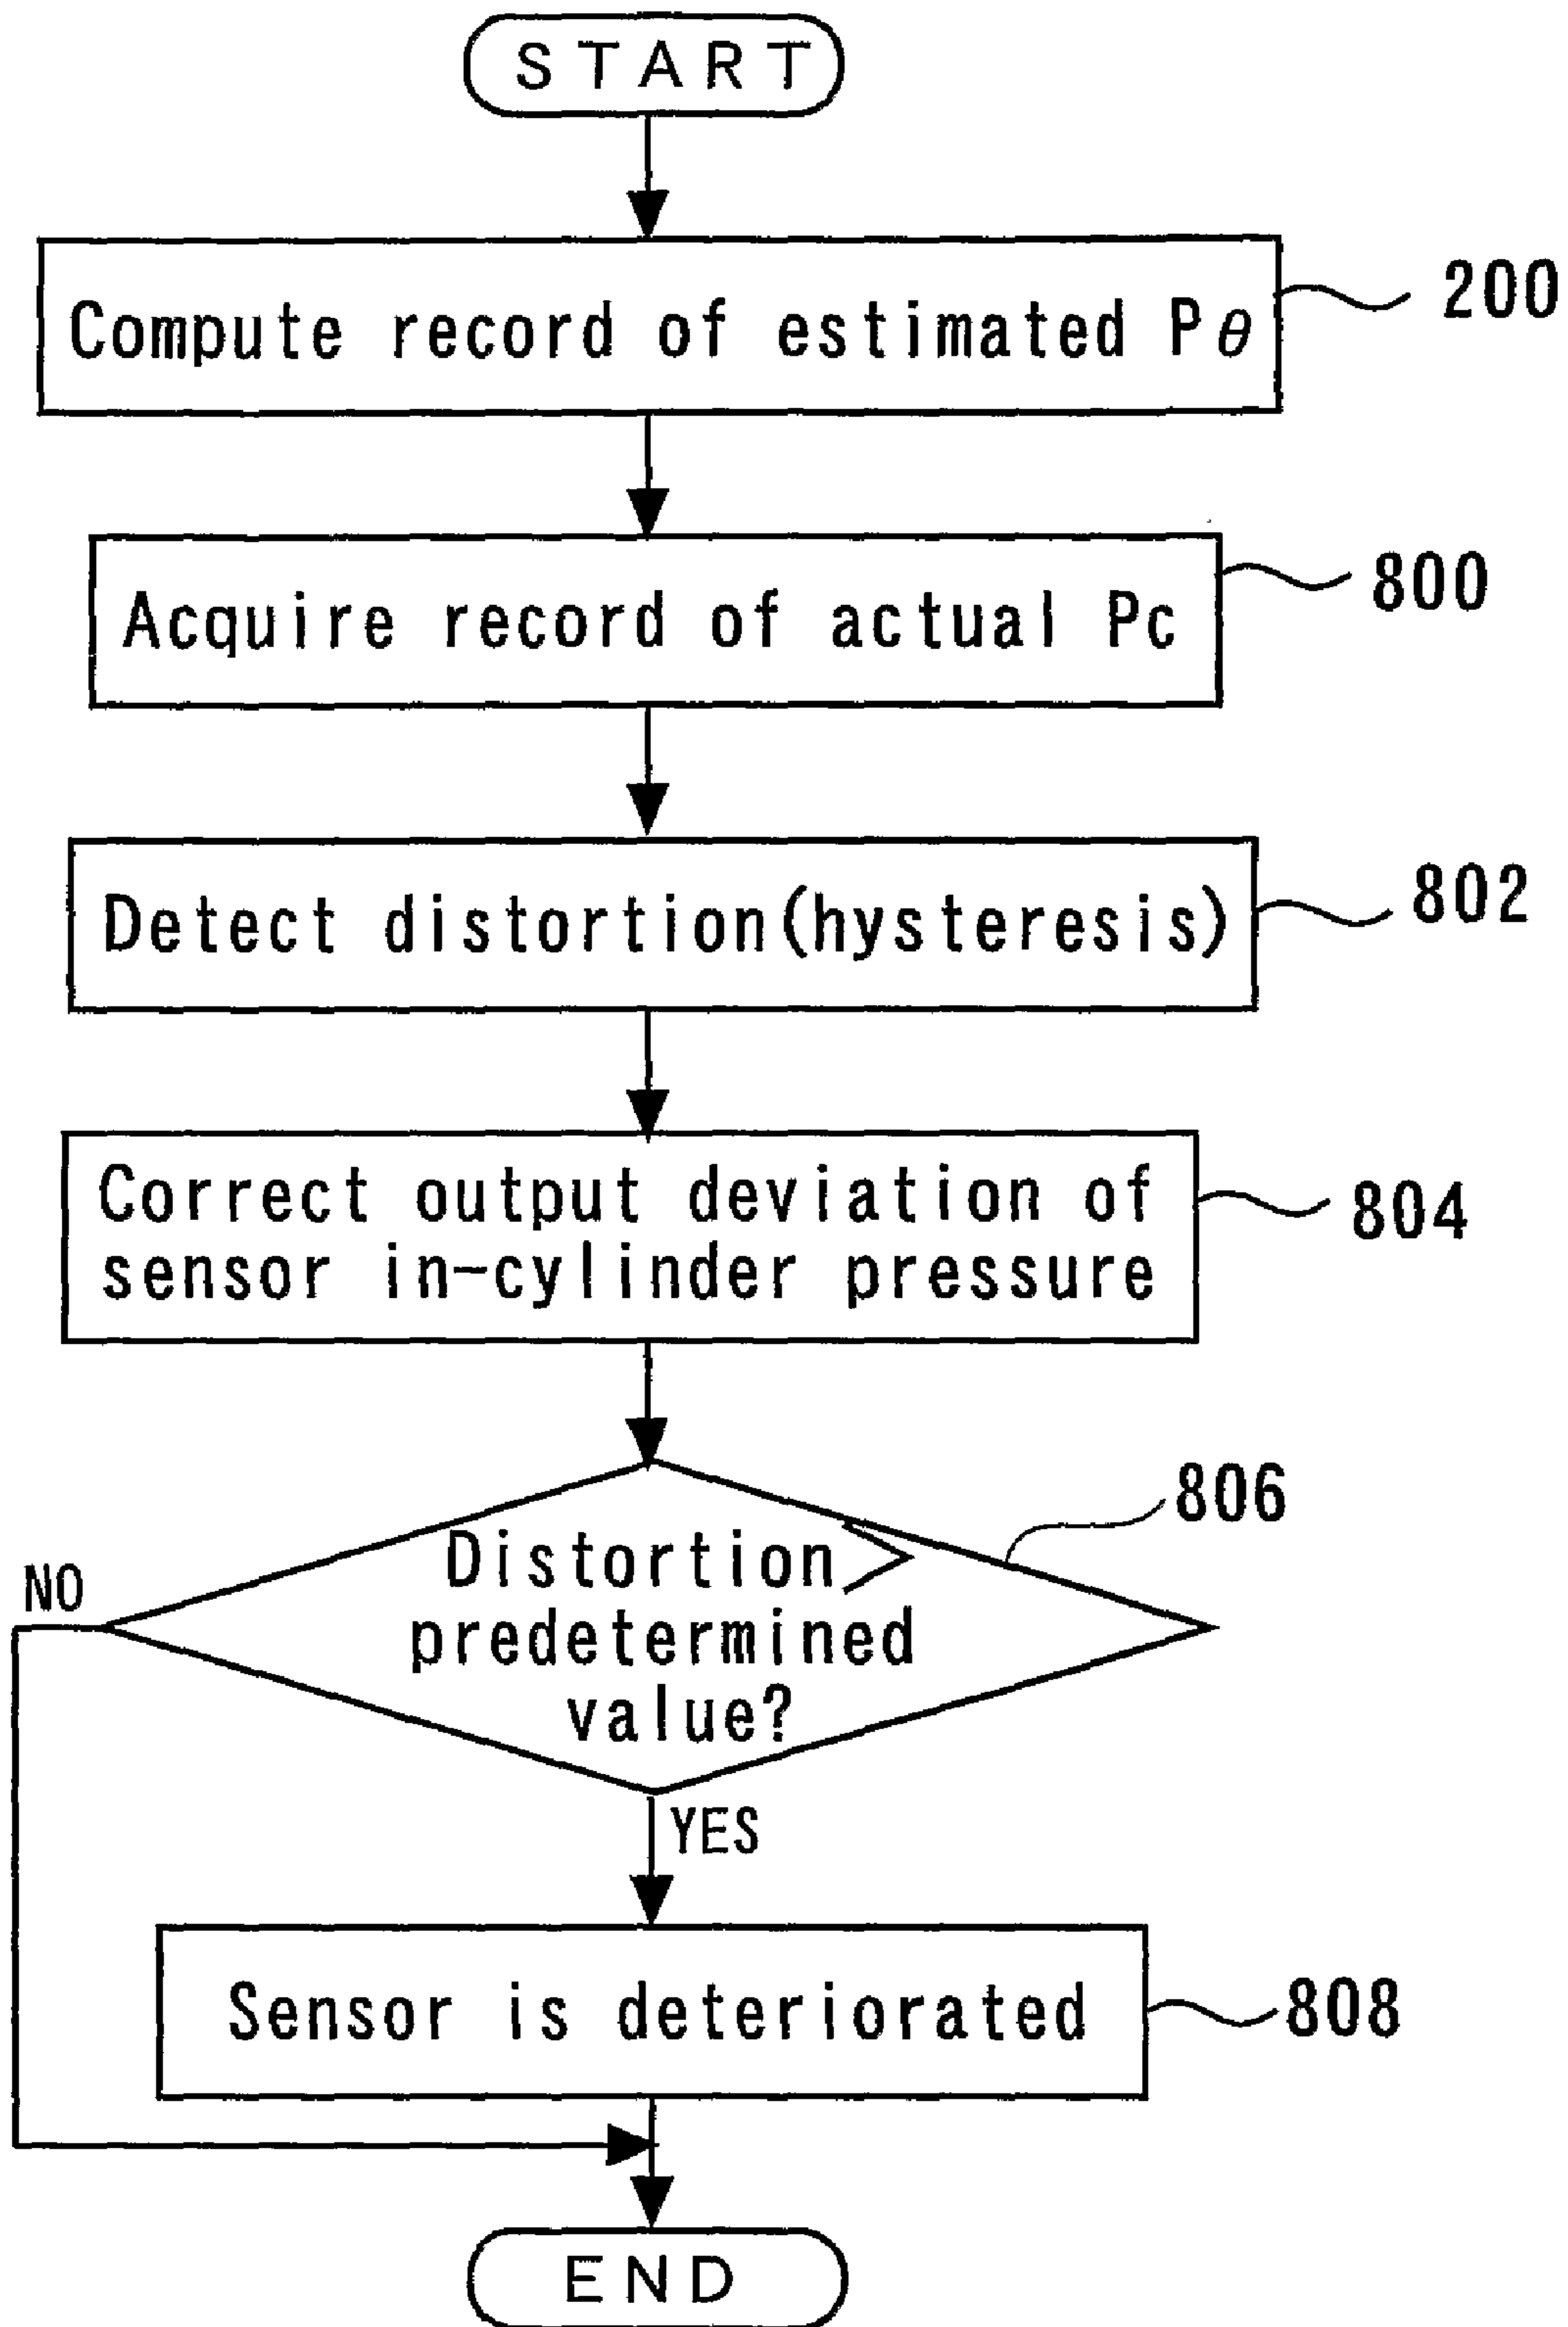 START
Compute record of estimated Pθ
200
Acquire record of actual Pc
800
Detect distortion(hysteresis)
802
Correct output deviation of
sensor in-cylinder pressure
804
806
Distortion>
predetermined
value?
NO
YES
Sensor is deteriorated
808
END